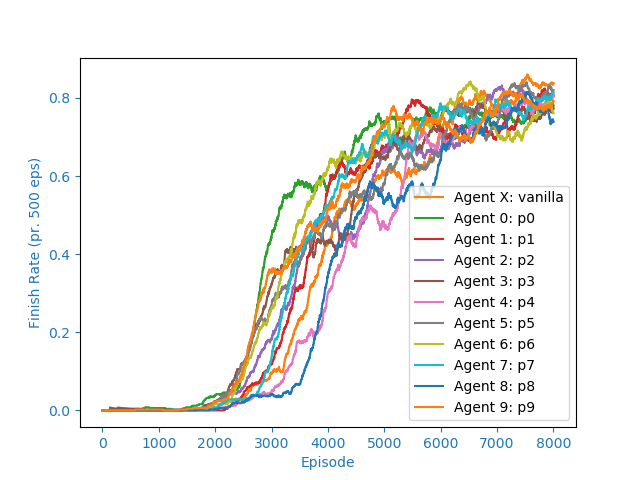 0.8
0.6
0.4
0.2
0.0
Finish Rate (pr. 500 eps)
Agent X: vanilla
Agent 0: p0
Agent 1: p1
Agent 2: p2
Agent 3: p3
Agent 4: p4
Agent 5: p5
Agent 6: p6
Agent 7: p7
Agent 8: p8
Agent 9: p9
0 1000 2000 3000 4000 5000 6000 7000 8000
Episode